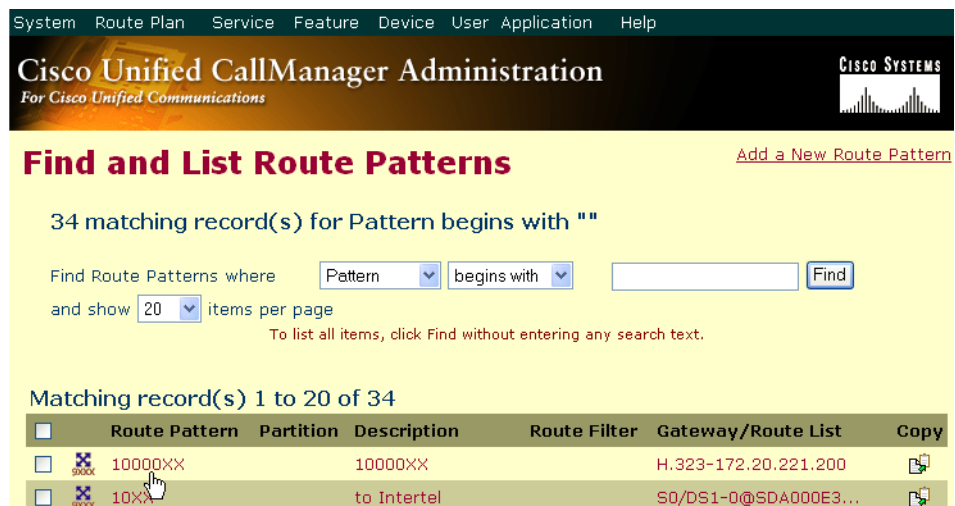 System Route Plan Service Feature Device User Application Help
Cisco Unified CallManager Administration
For Cisco Unified Communications
CISCO SYSTEMS
Find and List Route Patterns
Add a New Route Pattern
34 matching record(s) for Pattern begins with ""
Find Route Patterns where Pattern begins with Find
and show 20 items per page
To list all items, click Find without entering any search text.
Matching record(s) 1 to 20 of 34
Route Pattern Partition Description Route Filter Gateway/Route List Copy
9XXX 10000XX 10000XX H.323-172.20.221.200
9XXX 10XX to Intertel S0/DS1-0@SDA000E3...